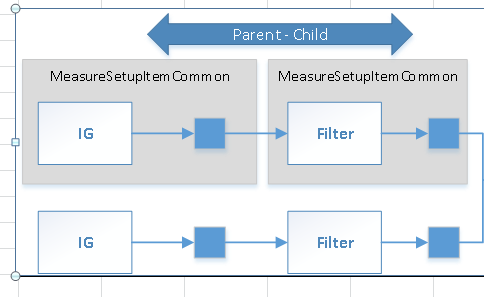 Parent - Child
MeasureSetupItemCommon
MeasureSetupItemCommon
IG
Filter
IG
Filter